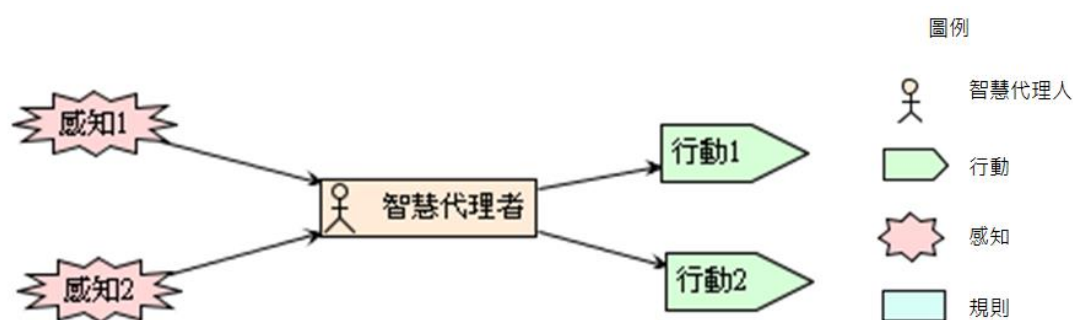 圖例
智慧代理人
感知1
行動1
智慧代理者
行動
感知2
行動2
感知
規則